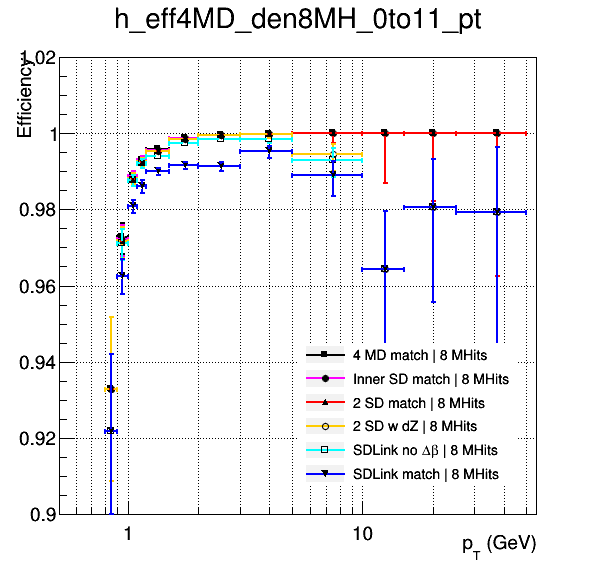 h_eff4MD_den8MH_0to11_pt
Efficiency
1.02
1
0.98
0.96
0.94
0.92
0.9
4 MD match | 8 MHits
Inner SD match | 8 MHits
2 SD match | 8 MHits
2 SD w dZ | 8 MHits
SDLink no Δβ | 8 MHits
SDLink match | 8 MHits
1
10
p_T (GeV)